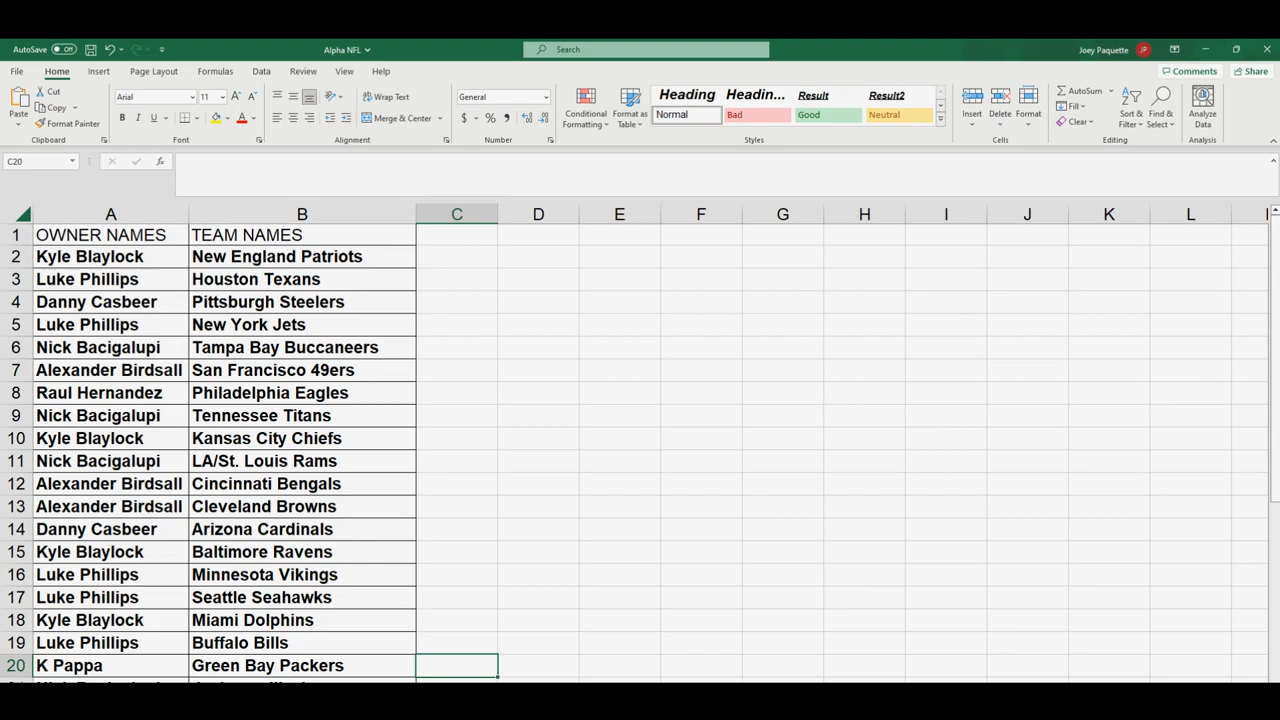 AutoSave Off Alpha NFL Search Joey Paquette JP
File Home Insert Page Layout Formulas Data Review View Help Comments Share
Paste Cut Copy Format Painter Clipboard
Arial 11 B I U A Font
Wrap Text Merge & Center Alignment
General $ % Number
Conditional Formatting Format as Table
Heading Headin... Result Result2
Normal Bad Good Neutral Styles
Insert Delete Format Cells
AutoSum Fill Clear Sort & Filter Find & Select Editing
Analyze Data Analysis
C20 fx
A B C D E F G H I J K L
1 OWNER NAMES TEAM NAMES
2 Kyle Blaylock New England Patriots
3 Luke Phillips Houston Texans
4 Danny Casbeer Pittsburgh Steelers
5 Luke Phillips New York Jets
6 Nick Bacigalupi Tampa Bay Buccaneers
7 Alexander Birdsall San Francisco 49ers
8 Raul Hernandez Philadelphia Eagles
9 Nick Bacigalupi Tennessee Titans
10 Kyle Blaylock Kansas City Chiefs
11 Nick Bacigalupi LA/St. Louis Rams
12 Alexander Birdsall Cincinnati Bengals
13 Alexander Birdsall Cleveland Browns
14 Danny Casbeer Arizona Cardinals
15 Kyle Blaylock Baltimore Ravens
16 Luke Phillips Minnesota Vikings
17 Luke Phillips Seattle Seahawks
18 Kyle Blaylock Miami Dolphins
19 Luke Phillips Buffalo Bills
20 K Pappa Green Bay Packers